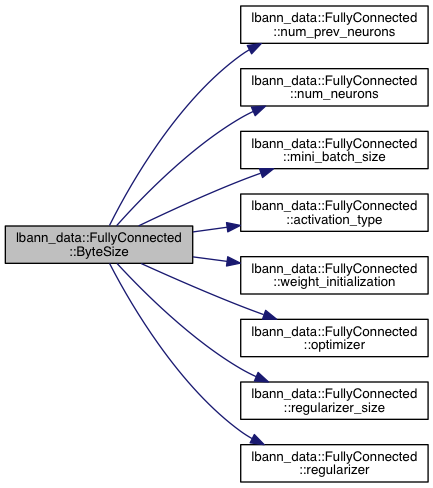 lbann_data::FullyConnected
::ByteSize
lbann_data::FullyConnected
::num_prev_neurons
lbann_data::FullyConnected
::num_neurons
lbann_data::FullyConnected
::mini_batch_size
lbann_data::FullyConnected
::activation_type
lbann_data::FullyConnected
::weight_initialization
lbann_data::FullyConnected
::optimizer
lbann_data::FullyConnected
::regularizer_size
lbann_data::FullyConnected
::regularizer